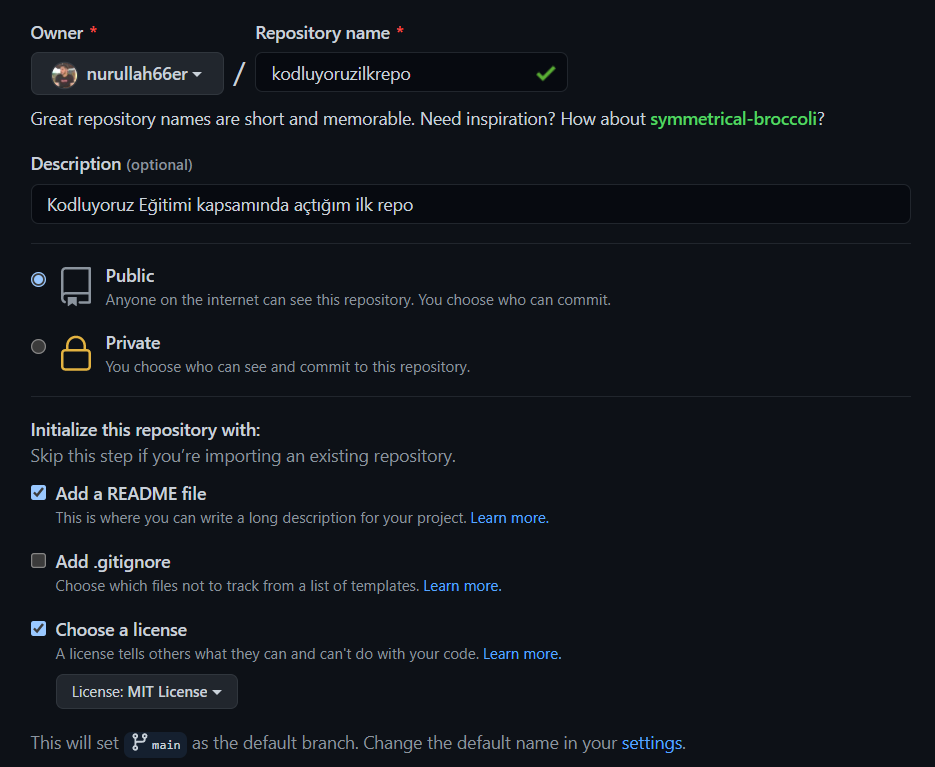 Owner * Repository name *
nurullah66er / kodluyoruzilkrepo
Great repository names are short and memorable. Need inspiration? How about symmetrical-broccoli?
Description (optional)
Kodluyoruz Eğitimi kapsamında açtığım ilk repo
Public
Anyone on the internet can see this repository. You choose who can commit.
Private
You choose who can see and commit to this repository.
Initialize this repository with:
Skip this step if you’re importing an existing repository.
Add a README file
This is where you can write a long description for your project. Learn more.
Add .gitignore
Choose which files not to track from a list of templates. Learn more.
Choose a license
A license tells others what they can and can't do with your code. Learn more.
License: MIT License
This will set main as the default branch. Change the default name in your settings.